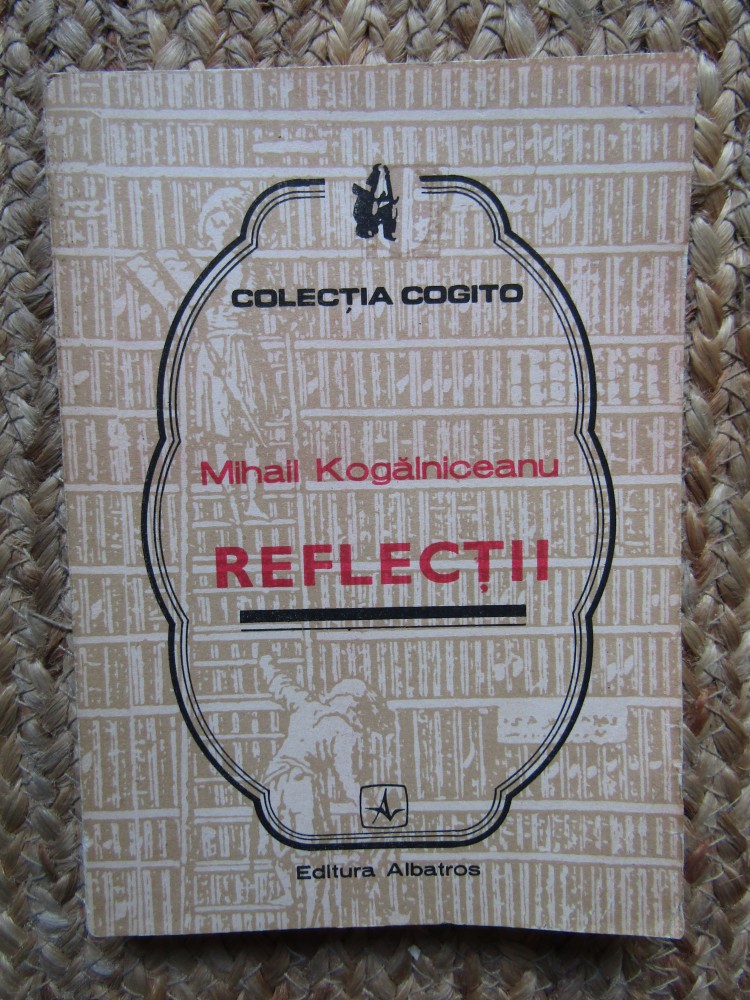 COLECȚIA COGITO
Mihail Kogălniceanu
REFLECȚII
Editura Albatros